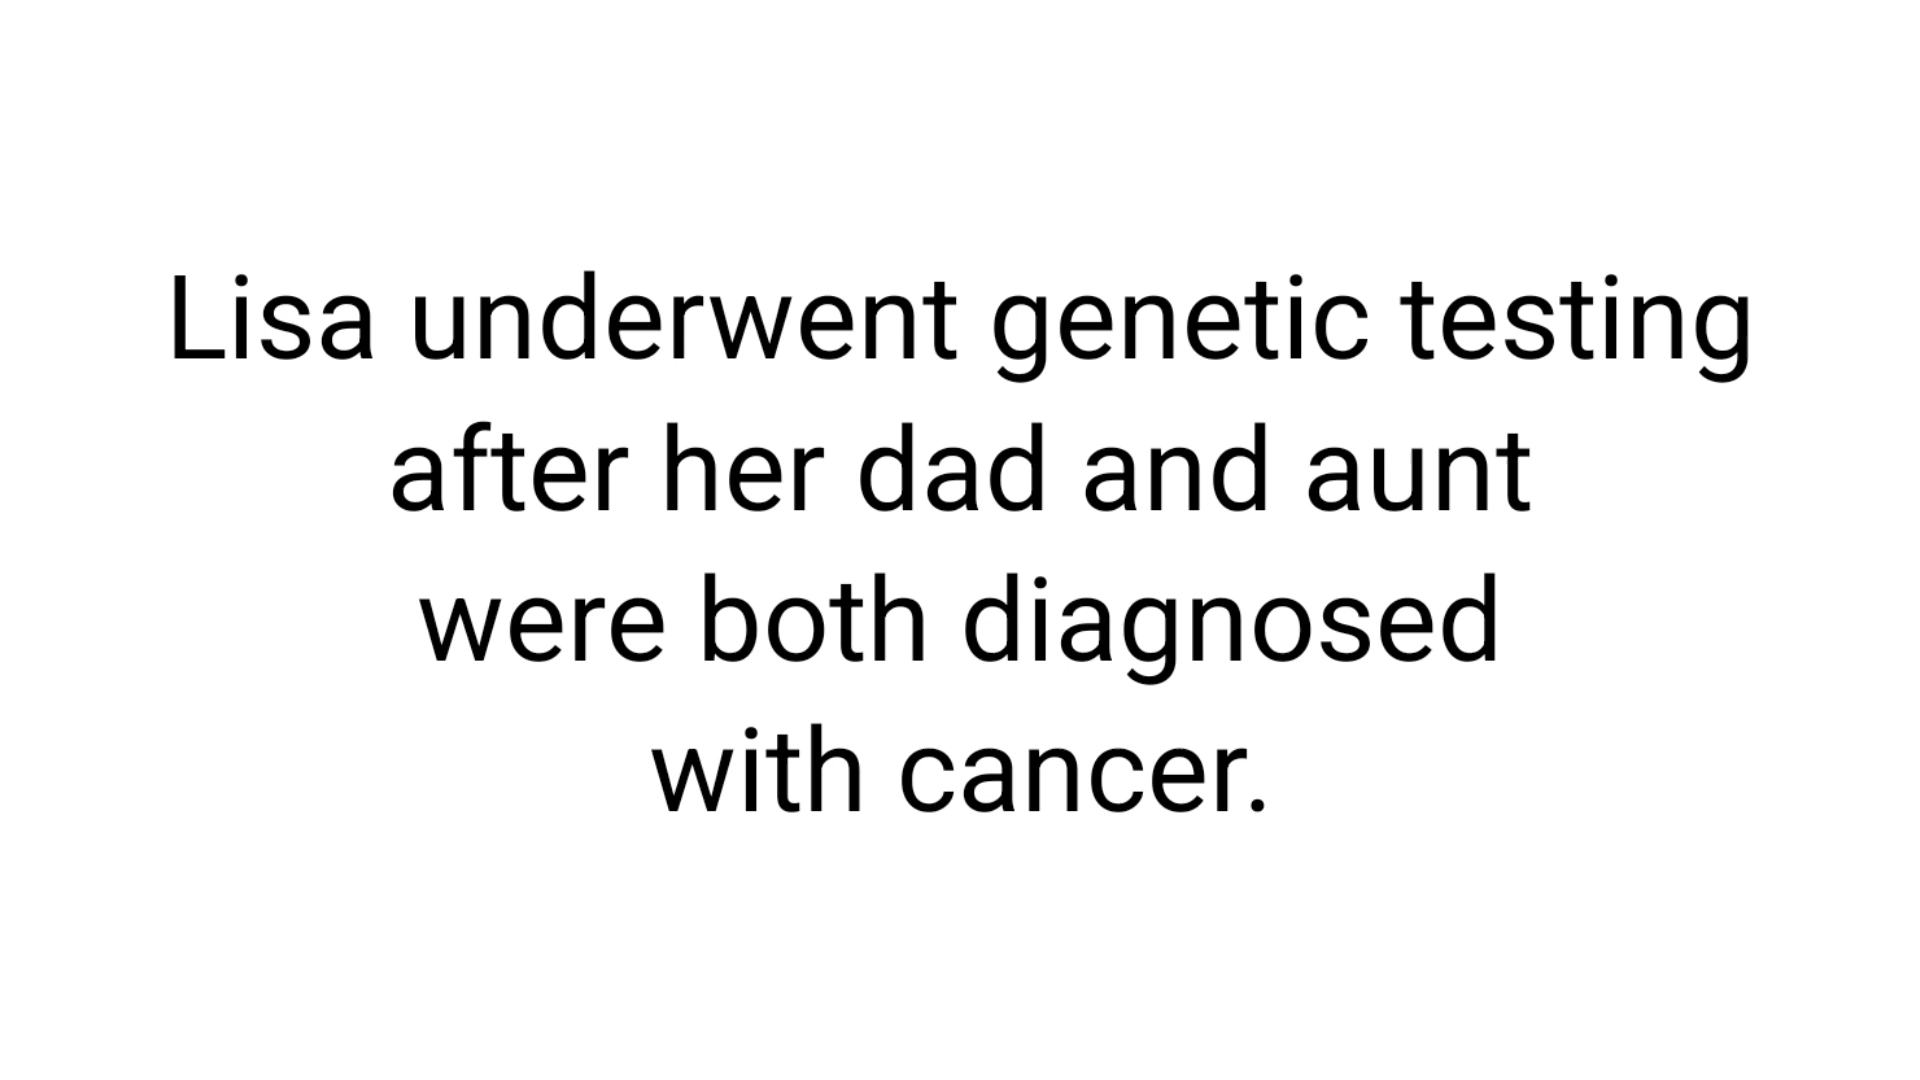 Lisa underwent genetic testing
after her dad and aunt
were both diagnosed
with cancer.